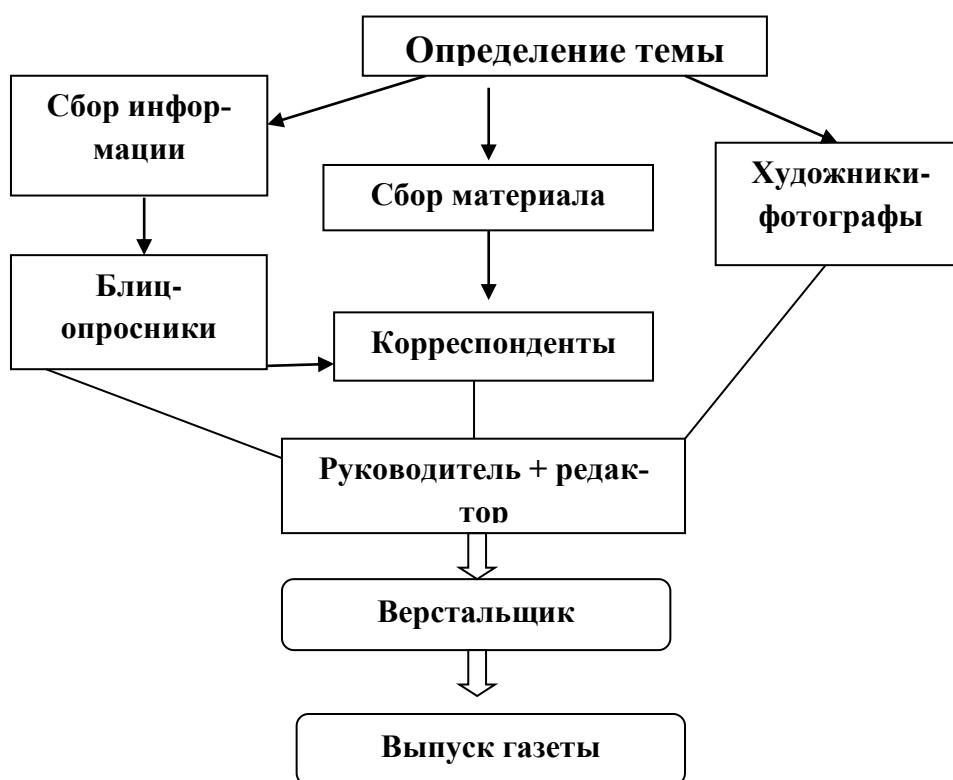 Определение темы
Сбор инфор-
мации
Сбор материала
Художники-
фотографы
Блиц-
опросники
Корреспонденты
Руководитель + редак-
тор
Верстальщик
Выпуск газеты